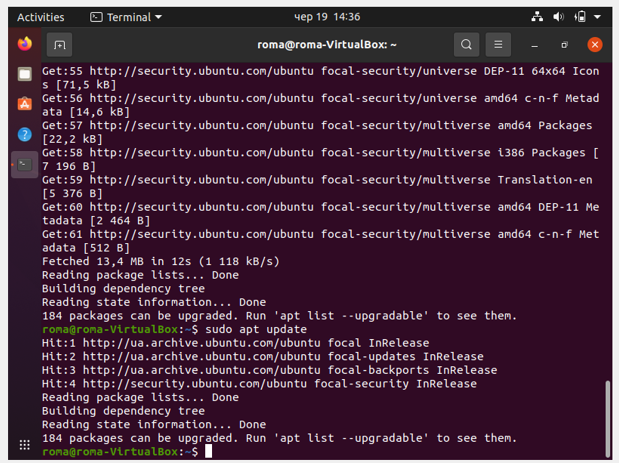 Activities
Terminal
чер 19 14:36
roma@roma-VirtualBox: ~
Get:55 http://security.ubuntu.com/ubuntu focal-security/universe DEP-11 64x64 Icon
s [71,5 kB]
Get:56 http://security.ubuntu.com/ubuntu focal-security/universe amd64 c-n-f Metad
ata [14,6 kB]
Get:57 http://security.ubuntu.com/ubuntu focal-security/multiverse amd64 Packages
[22,2 kB]
Get:58 http://security.ubuntu.com/ubuntu focal-security/multiverse i386 Packages [
7 196 B]
Get:59 http://security.ubuntu.com/ubuntu focal-security/multiverse Translation-en
[5 376 B]
Get:60 http://security.ubuntu.com/ubuntu focal-security/multiverse amd64 DEP-11 Me
tadata [2 464 B]
Get:61 http://security.ubuntu.com/ubuntu focal-security/multiverse amd64 c-n-f Met
adata [512 B]
Fetched 13,4 MB in 12s (1 118 kB/s)
Reading package lists... Done
Building dependency tree
Reading state information... Done
184 packages can be upgraded. Run 'apt list --upgradable' to see them.
roma@roma-VirtualBox:~$ sudo apt update
Hit:1 http://ua.archive.ubuntu.com/ubuntu focal InRelease
Hit:2 http://ua.archive.ubuntu.com/ubuntu focal-updates InRelease
Hit:3 http://ua.archive.ubuntu.com/ubuntu focal-backports InRelease
Hit:4 http://security.ubuntu.com/ubuntu focal-security InRelease
Reading package lists... Done
Building dependency tree
Reading state information... Done
184 packages can be upgraded. Run 'apt list --upgradable' to see them.
roma@roma-VirtualBox:~$